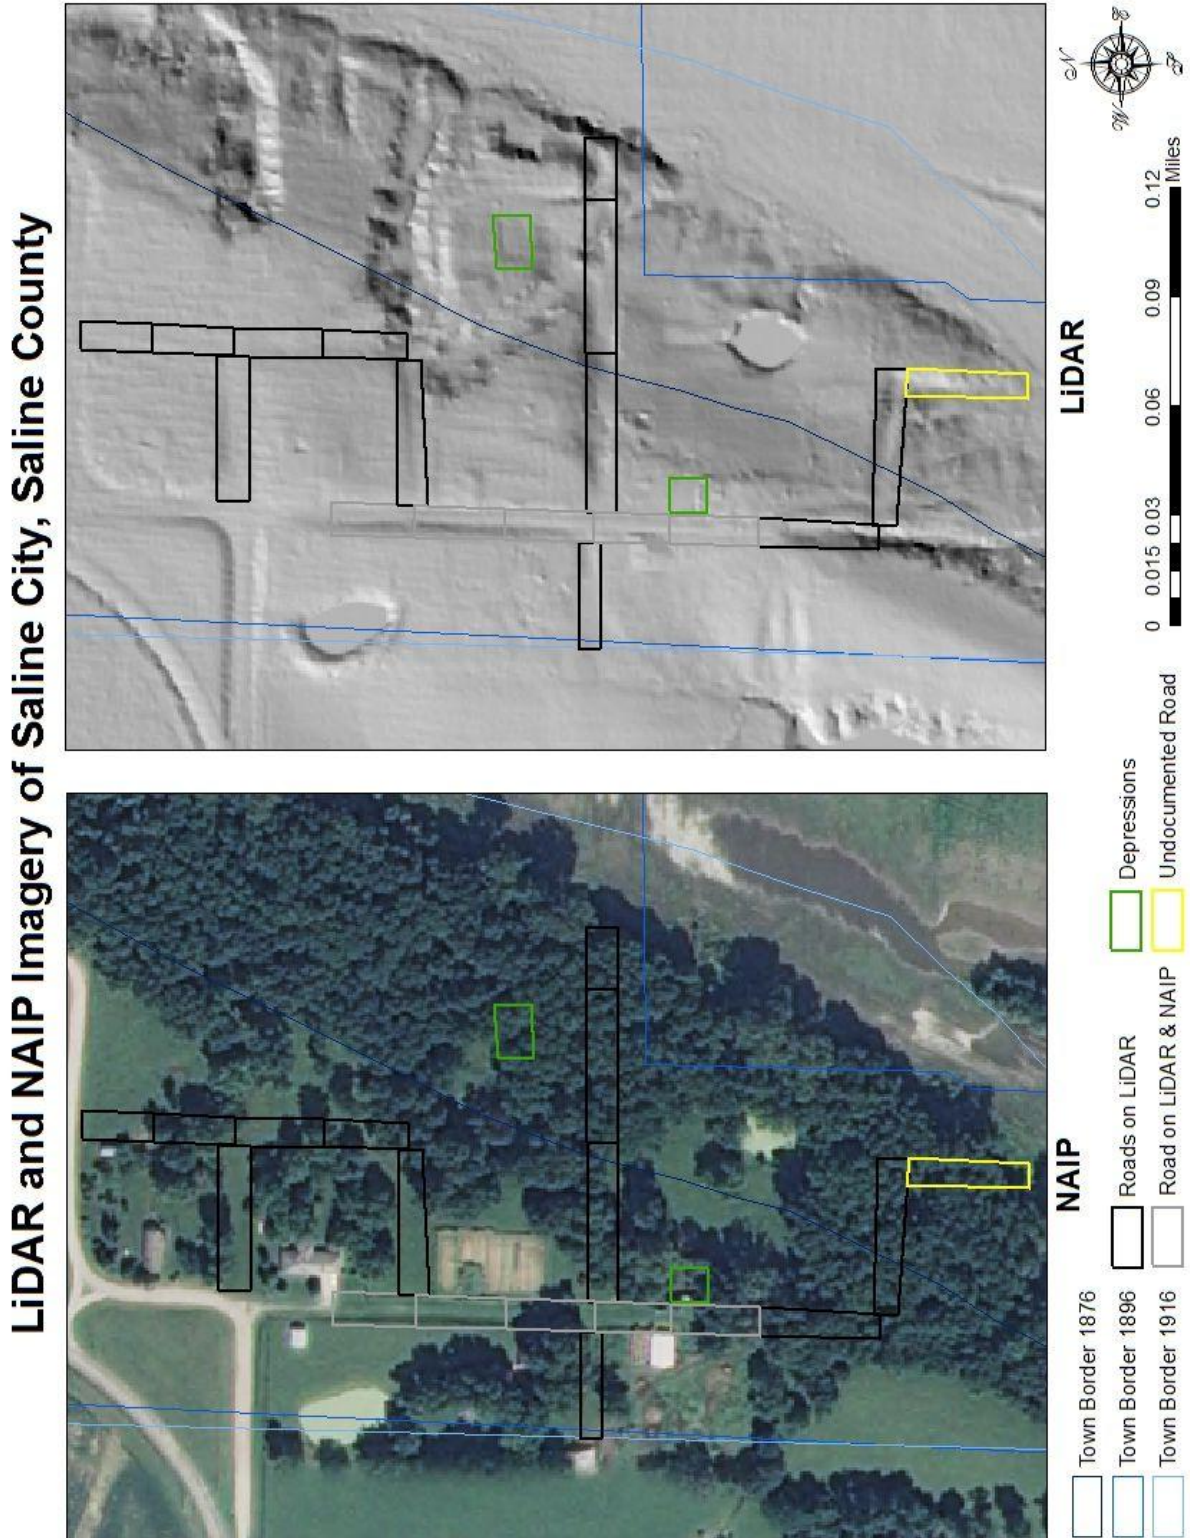 LiDAR and NAIP Imagery of Saline City, Saline County
NAIP
LiDAR
Town Border 1876
Town Border 1896
Town Border 1916
Roads on LiDAR
Road on LiDAR & NAIP
Depressions
Undocumented Road
0 0.015 0.03 0.06 0.09 0.12
Miles
N
W
E
S